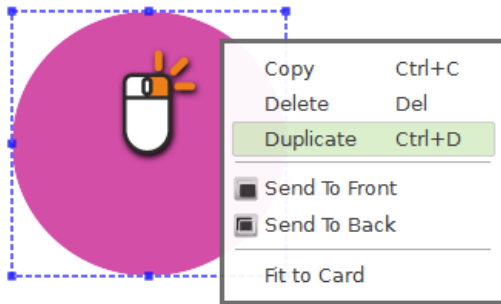 Copy Ctrl+C
Delete Del
Duplicate Ctrl+D
Send To Front
Send To Back
Fit to Card